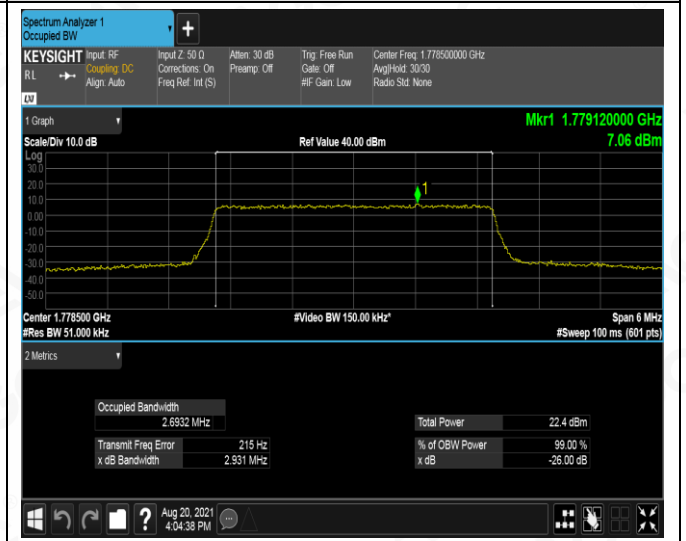 Spectrum Analyzer 1
Occupied BW
+
KEYSIGHT
RL
LXI
Input: RF
Coupling: DC
Align: Auto
Input Z: 50 Ω
Corrections: On
Freq Ref: Int (S)
Atten: 30 dB
Preamp: Off
Trig: Free Run
Gate: Off
#IF Gain: Low
Center Freq: 1.778500000 GHz
Avg|Hold: 30/30
Radio Std: None
1 Graph
Mkr1 1.779120000 GHz
Scale/Div 10.0 dB
Ref Value 40.00 dBm
7.06 dBm
Log
30.0
20.0
10.0
0.00
-10.0
-20.0
-30.0
-40.0
-50.0
1
Center 1.778500 GHz
#Video BW 150.00 kHz*
Span 6 MHz
#Res BW 51.000 kHz
#Sweep 100 ms (601 pts)
2 Metrics
Occupied Bandwidth
2.6932 MHz
Total Power 22.4 dBm
Transmit Freq Error 215 Hz
% of OBW Power 99.00 %
x dB Bandwidth 2.931 MHz
x dB -26.00 dB
?
Aug 20, 2021
4:04:38 PM